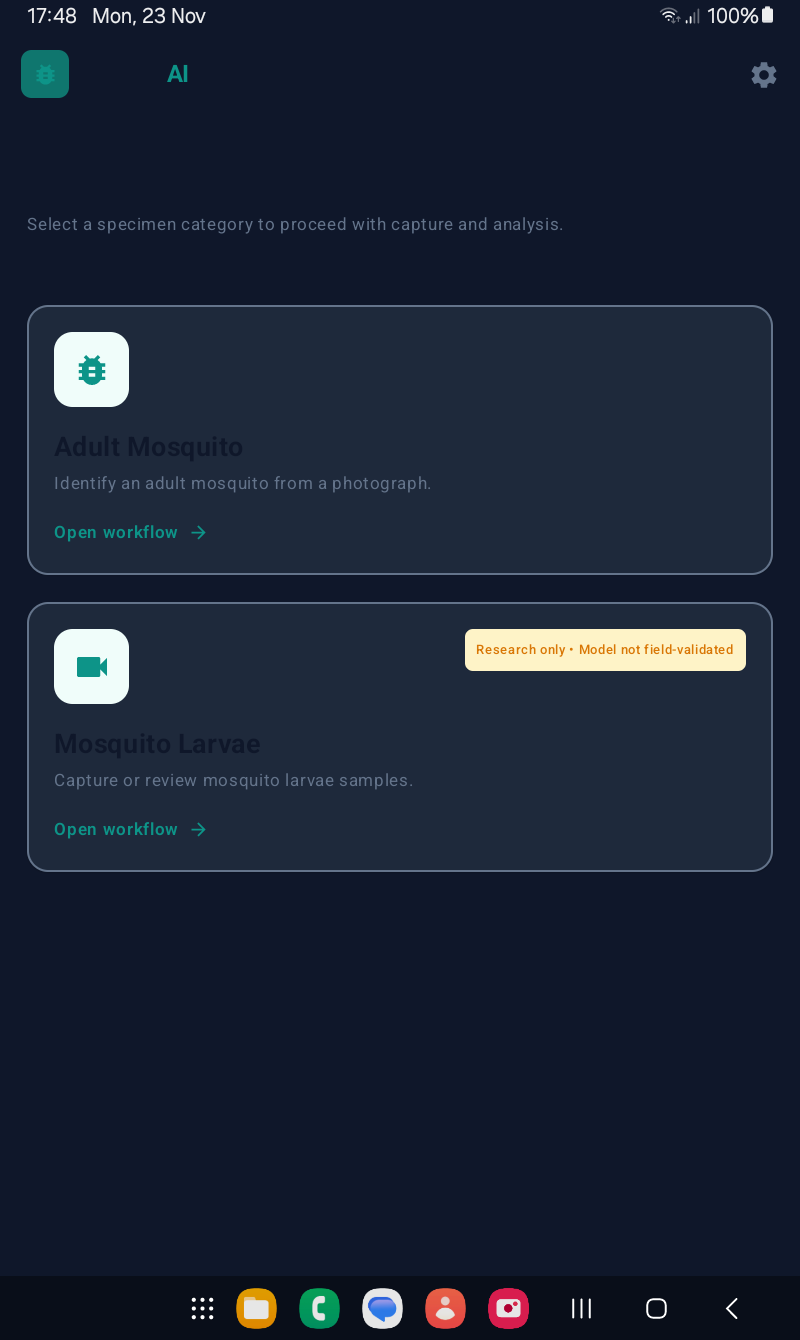 17:48 Mon, 23 Nov 100%
AI
Select a specimen category to proceed with capture and analysis.
Adult Mosquito
Identify an adult mosquito from a photograph.
Open workflow →
Research only • Model not field-validated
Mosquito Larvae
Capture or review mosquito larvae samples.
Open workflow →